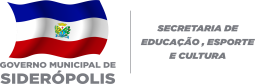 GOVERNO MUNICIPAL DE
SIDERÓPOLIS
SECRETARIA DE
EDUCAÇÃO , ESPORTE
E CULTURA